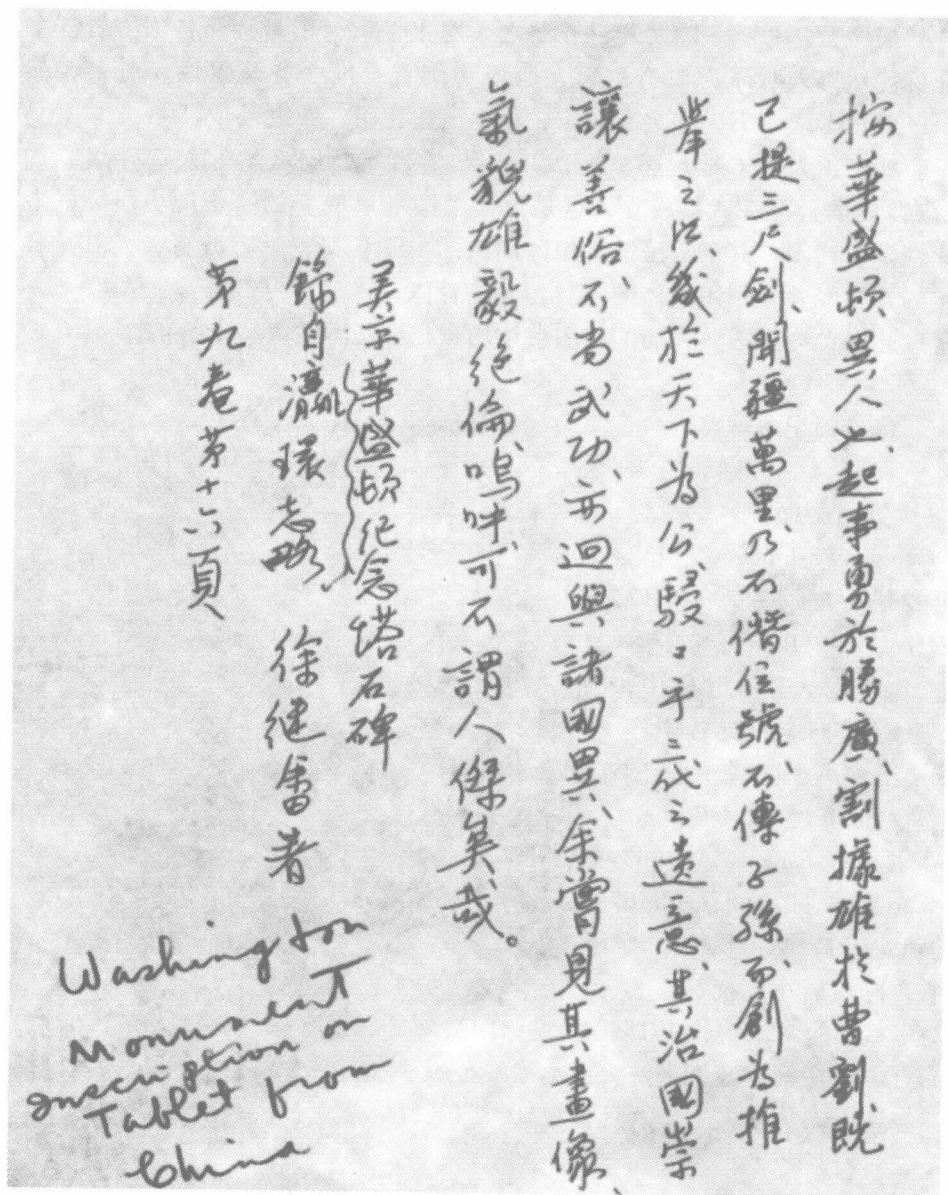 按華盛頓異人也、起事勇於勝廣、割據雄於曹劉既
已提三尺劍、開疆萬里、乃不僭位號、不傳子孫、而創為推
舉之法、幾於天下為公、駸〻乎三代之遺意、其治國崇
讓善俗、不尚武功、亦迥與諸國異、余嘗見其畫像、
氣貌雄毅絕倫、嗚呼、可不謂人傑矣哉。
美京華盛頓纪念塔石碑
錄自瀛環志略 徐继畬著
第九卷第十六頁
Washington
Monument
Inscription on
Tablet from
China